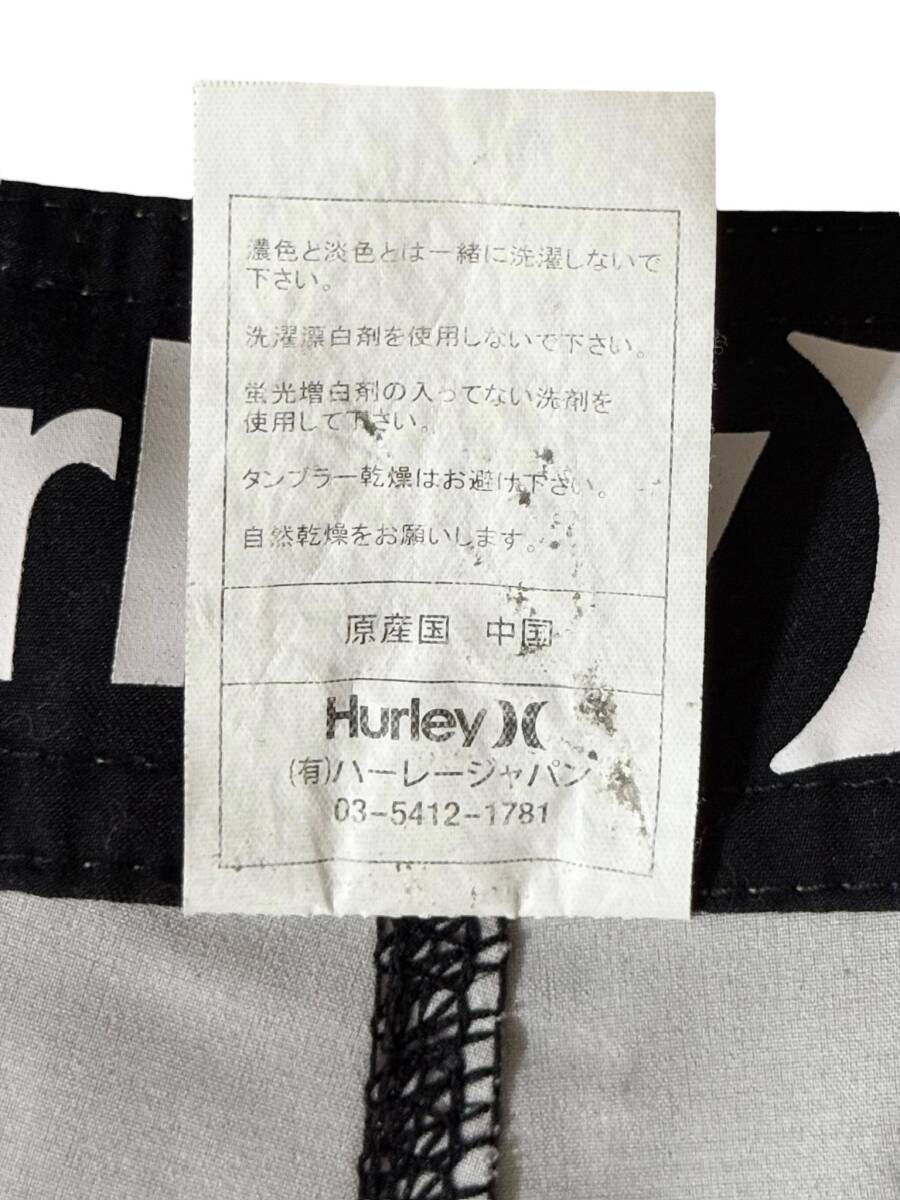 濃色と淡色とは一緒に洗濯しないで
下さい。
洗濯漂白剤を使用しないで下さい。
蛍光増白剤の入ってない洗剤を
使用して下さい。
タンブラー乾燥はお避け下さい。
自然乾燥をお願いします。
原産国 中国
Hurley
(有)ハーレージャパン
03-5412-1781